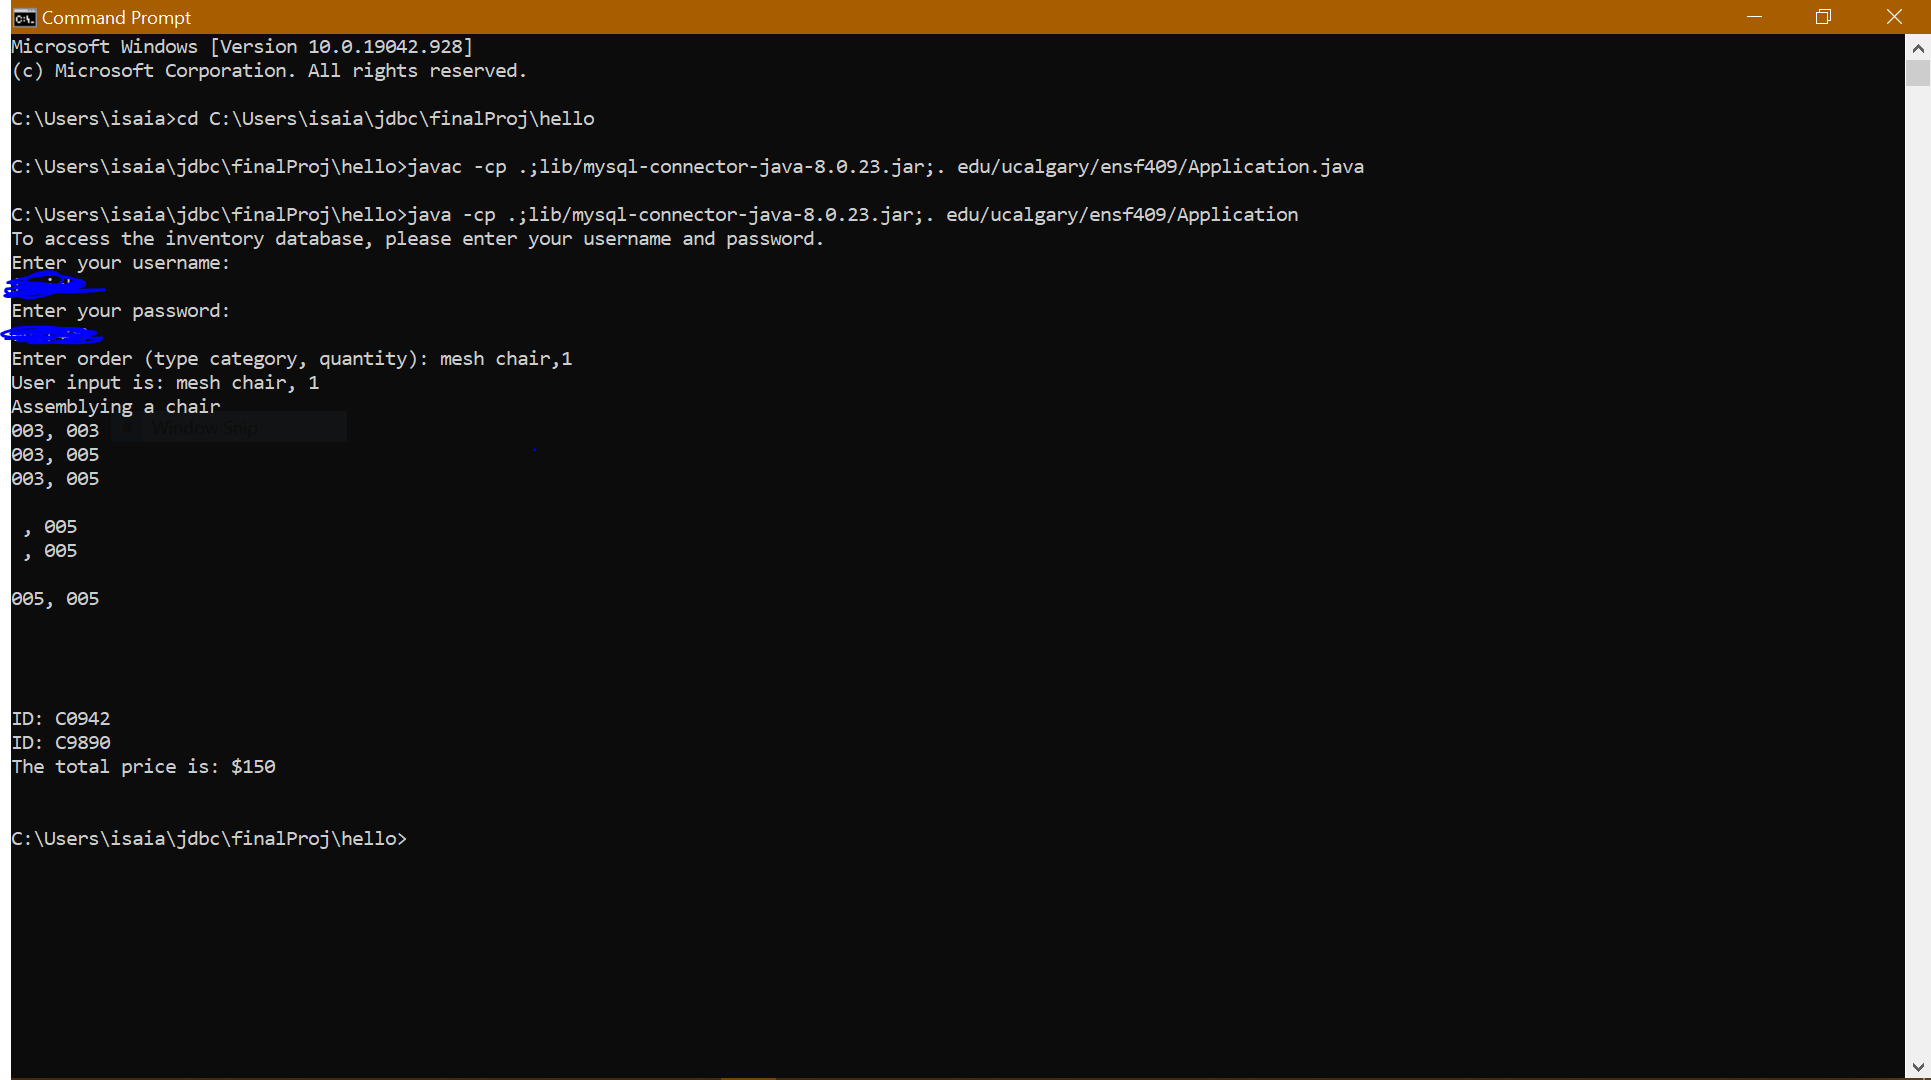 Command Prompt
Microsoft Windows [Version 10.0.19042.928]
(c) Microsoft Corporation. All rights reserved.
C:\Users\isaia>cd C:\Users\isaia\jdbc\finalProj\hello
C:\Users\isaia\jdbc\finalProj\hello>javac -cp .;lib/mysql-connector-java-8.0.23.jar;. edu/ucalgary/ensf409/Application.java
C:\Users\isaia\jdbc\finalProj\hello>java -cp .;lib/mysql-connector-java-8.0.23.jar;. edu/ucalgary/ensf409/Application
To access the inventory database, please enter your username and password.
Enter your username:
Enter your password:
Enter order (type category, quantity): mesh chair,1
User input is: mesh chair, 1
Assemblying a chair
003, 003
Window Snip
003, 005
003, 005
, 005
, 005
005, 005
ID: C0942
ID: C9890
The total price is: $150
C:\Users\isaia\jdbc\finalProj\hello>